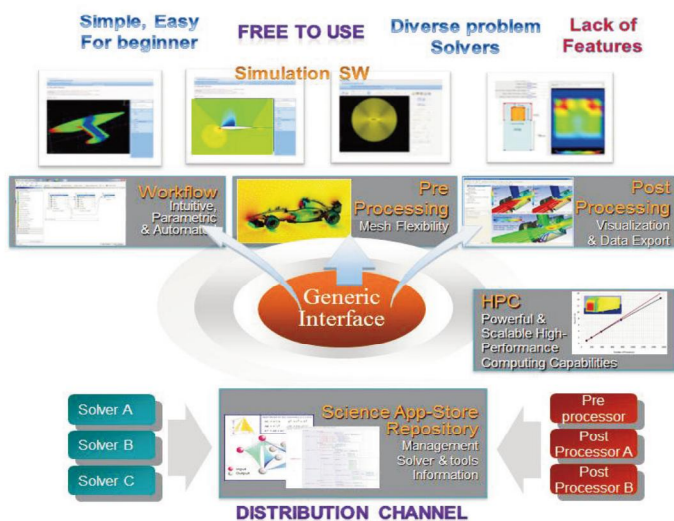 Simple, Easy
For beginner
FREE TO USE
Diverse problem
Solvers
Lack of
Features
Simulation SW
Workflow
Intuitive,
Parametric
& Automated
Pre
Processing
Mesh Flexibility
Post
Processing
Visualization
& Data Export
Generic
Interface
HPC
Powerful &
Scalable High-
Performance
Computing Capabilities
Solver A
Solver B
Solver C
Science App-Store
Repository
Management
Solver & tools
Information
Pre
processor
Post
Processor A
Post
Processor B
DISTRIBUTION CHANNEL